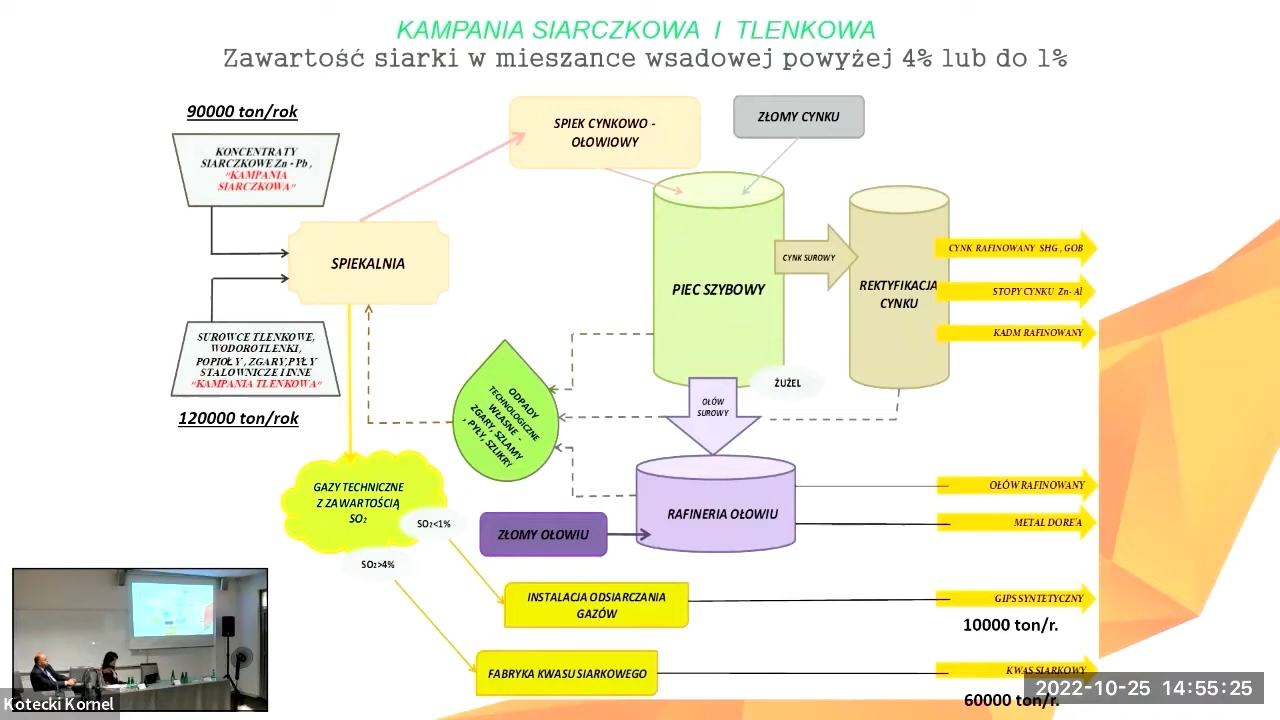 KAMPANIA SIARCZKOWA I TLENKOWA
Zawartość siarki w mieszance wsadowej powyżej 4% lub do 1%
90000 ton/rok
KONCENTRATY
SIARCZKOWE Zn - Pb ,
"KAMPANIA
SIARCZKOWA"
SPIEK CYNKOWO -
OŁOWIOWY
ZŁOMY CYNKU
SPIEKALNIA
PIEC SZYBOWY
CYNK SUROWY
REKTYFIKACJA
CYNKU
CYNK RAFINOWANY SHG , GOB
STOPY CYNKU Zn- Al
KADM RAFINOWANY
SUROWCE TLENKOWE,
WODOROTLENKI,
POPIOŁY , ZGARY,PYŁY
STALOWNICZE I INNE
"KAMPANIA TLENKOWA"
120000 ton/rok
ODPADY
TECHNOLOGICZNE
WŁASNE -
ZGARY, SZLAMY
, PYŁY, SZLIKRY
ŻUŻEL
OŁÓW
SUROWY
GAZY TECHNICZNE
Z ZAWARTOŚCIĄ
SO₂
SO₂<1%
SO₂>4%
ZŁOMY OŁOWIU
RAFINERIA OŁOWIU
OŁÓW RAFINOWANY
METAL DORE'A
INSTALACJA ODSIARCZANIA
GAZÓW
GIPS SYNTETYCZNY
10000 ton/r.
FABRYKA KWASU SIARKOWEGO
KWAS SIARKOWY
60000 ton/r.
2022-10-25 14:55:25
Kotecki Kornel